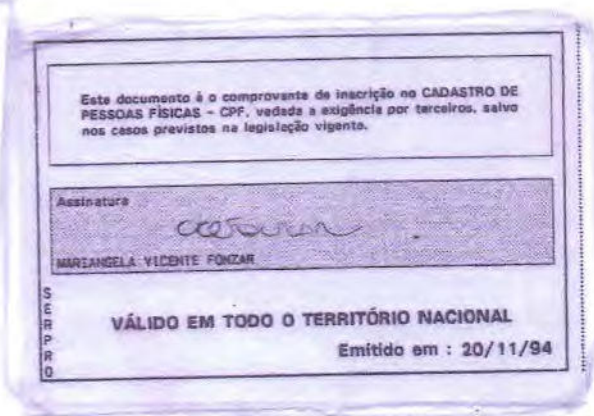 Este documento é o comprovante de inscrição no CADASTRO DE
PESSOAS FÍSICAS - CPF, vedada a exigência por terceiros, salvo
nos casos previstos na legislação vigente.
Assinatura
MARIANGELA VICENTE FONZAR
SERPRO
VÁLIDO EM TODO O TERRITÓRIO NACIONAL
Emitido em : 20/11/94